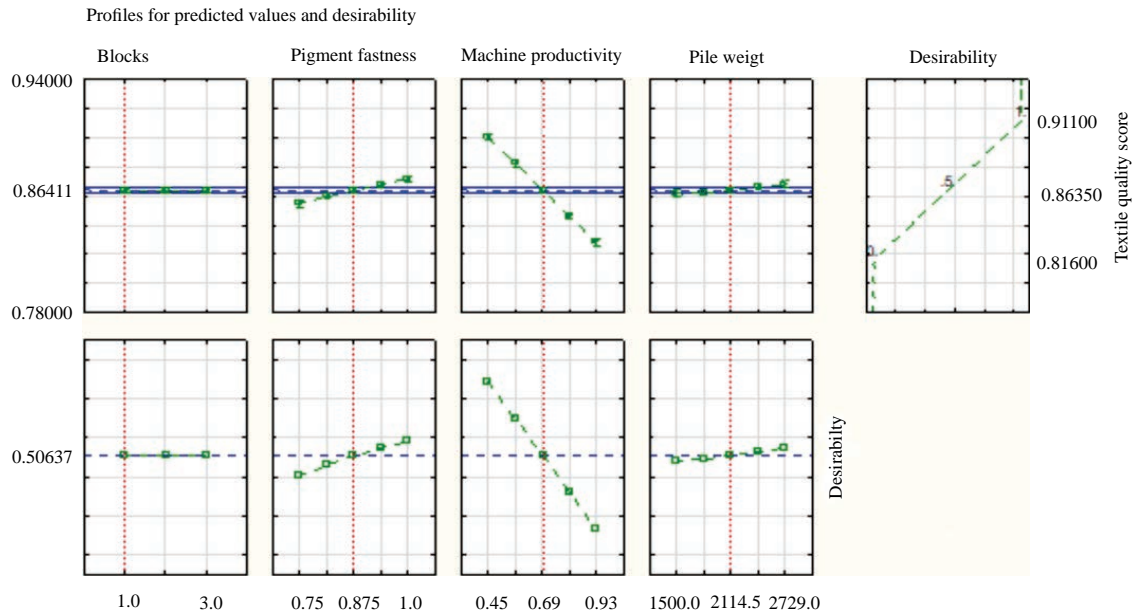 Profiles for predicted values and desirability
Blocks
Pigment fastness
Machine productivity
Pile weigt
Desirability
0.94000
0.86411
0.78000
.5
0.91100
0.86350
0.81600
Textile quality score
0.50637
Desirabilty
1.0 3.0
0.75 0.875 1.0
0.45 0.69 0.93
1500.0 2114.5 2729.0